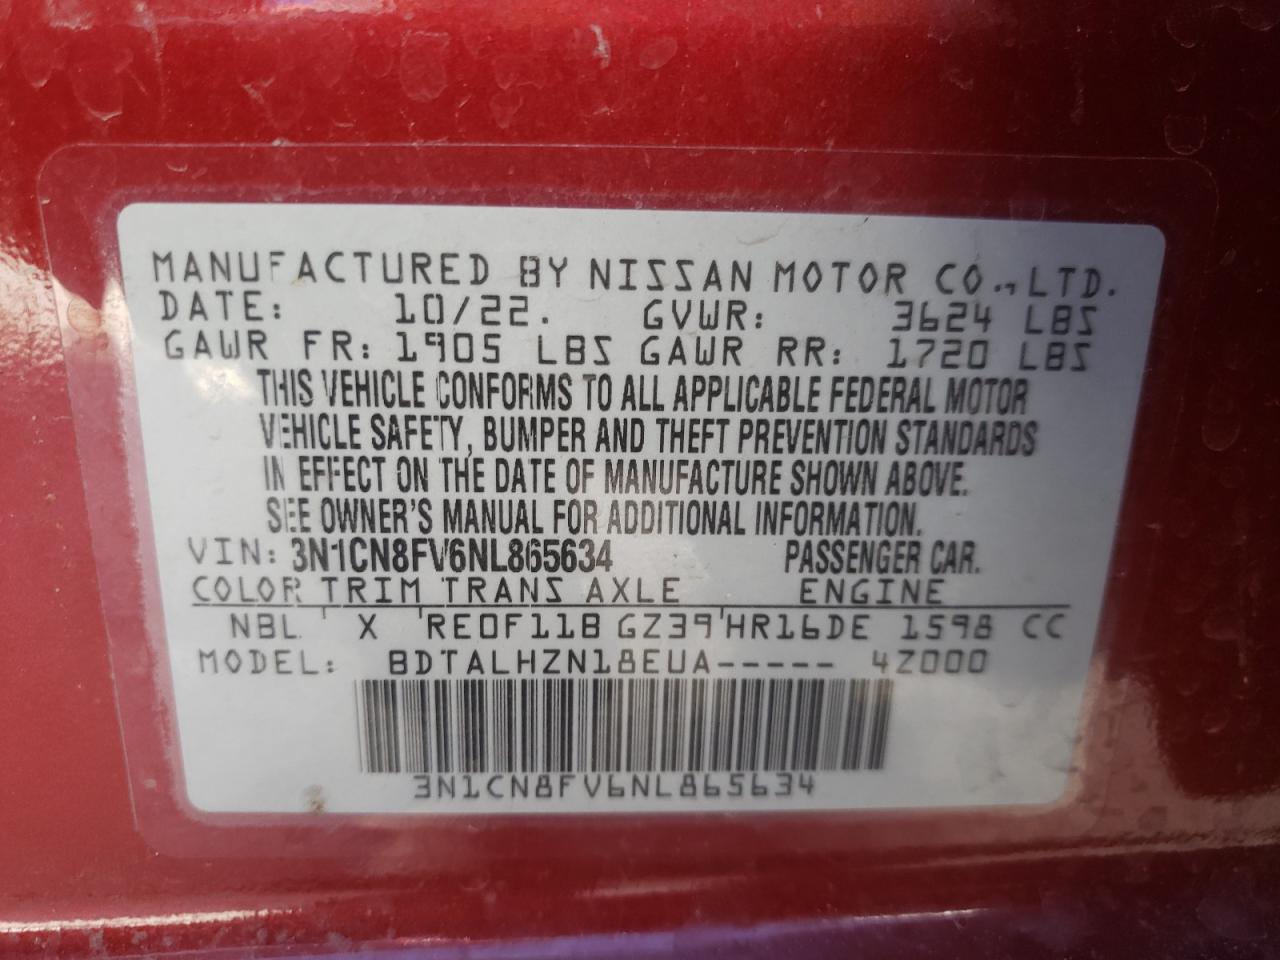 MANUFACTURED BY NISSAN MOTOR CO., LTD.
DATE: 10/22. GVWR: 3624 LBS
GAWR FR: 1905 LBS GAWR RR: 1720 LBS
THIS VEHICLE CONFORMS TO ALL APPLICABLE FEDERAL MOTOR
VEHICLE SAFETY, BUMPER AND THEFT PREVENTION STANDARDS
IN EFFECT ON THE DATE OF MANUFACTURE SHOWN ABOVE.
SEE OWNER'S MANUAL FOR ADDITIONAL INFORMATION.
VIN: 3N1CN8FV6NL865634 PASSENGER CAR.
COLOR TRIM TRANS AXLE ENGINE
NBL X RE0F11B GZ39 HR16DE 1598 CC
MODEL: BDTALHZN18EUA----- 4Z000
3N1CN8FV6NL865634